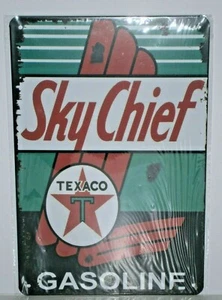 Sky Chief
TEXACO
T
GASOLINE